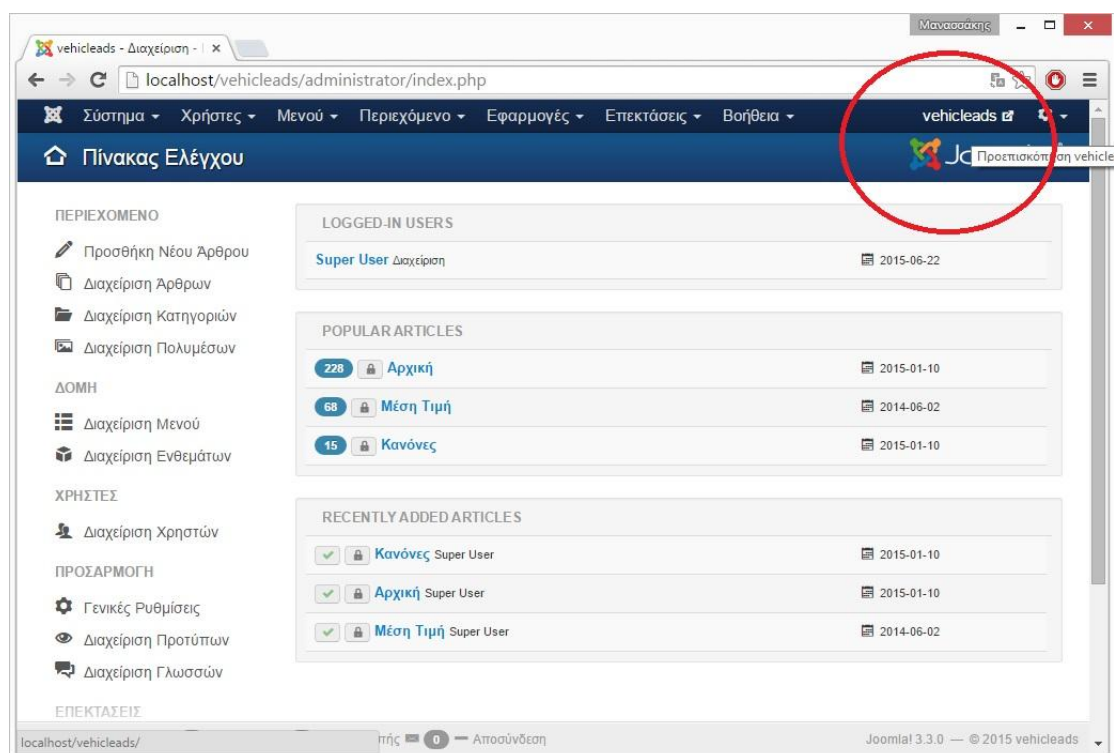 Μανασσάκης
vehicleads - Διαχείριση -
localhost/vehicleads/administrator/index.php
Σύστημα Χρήστες Μενού Περιεχόμενο Εφαρμογές Επεκτάσεις Βοήθεια vehicleads
Πίνακας Ελέγχου
Προεπισκόπηση vehicle
ΠΕΡΙΕΧΟΜΕΝΟ
Προσθήκη Νέου Άρθρου
Διαχείριση Άρθρων
Διαχείριση Κατηγοριών
Διαχείριση Πολυμέσων
ΔΟΜΗ
Διαχείριση Μενού
Διαχείριση Ενθεμάτων
ΧΡΗΣΤΕΣ
Διαχείριση Χρηστών
ΠΡΟΣΑΡΜΟΓΗ
Γενικές Ρυθμίσεις
Διαχείριση Προτύπων
Διαχείριση Γλωσσών
ΕΠΕΚΤΑΣΕΙΣ
LOGGED-IN USERS
Super User Διαχείριση 2015-06-22
POPULAR ARTICLES
228 Αρχική 2015-01-10
68 Μέση Τιμή 2014-06-02
15 Κανόνες 2015-01-10
RECENTLY ADDED ARTICLES
Κανόνες Super User 2015-01-10
Αρχική Super User 2015-01-10
Μέση Τιμή Super User 2014-06-02
localhost/vehicleads/
0 Αποσύνδεση Joomla! 3.3.0 — © 2015 vehicleads